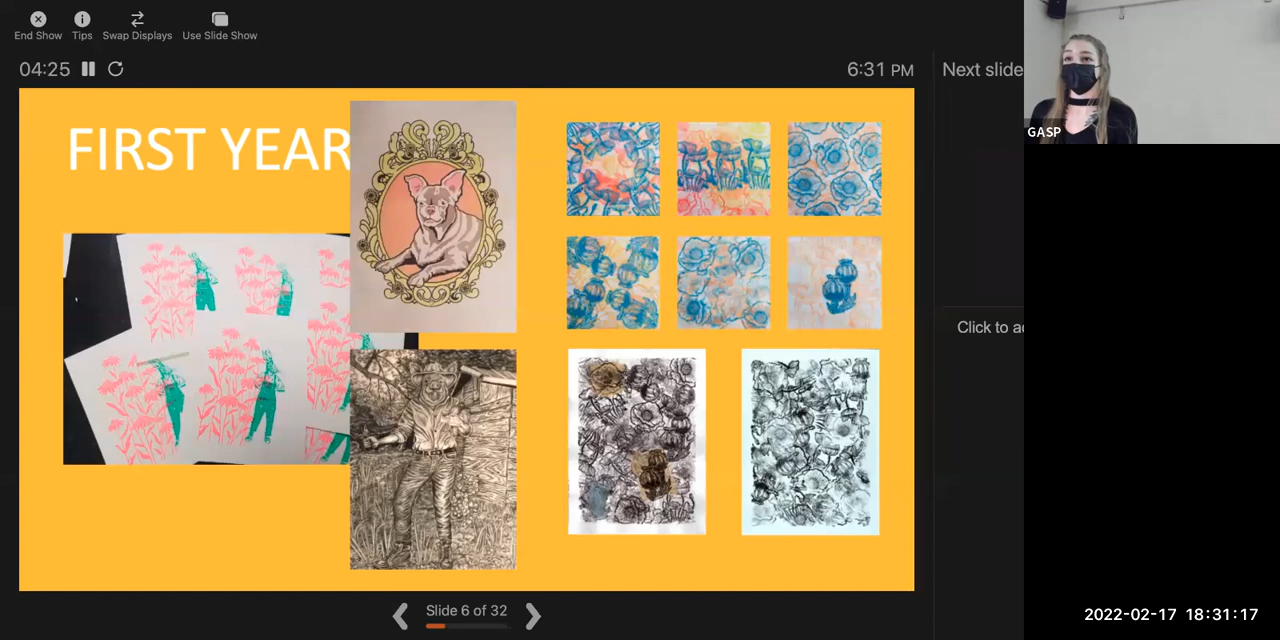 End Show
Tips
Swap Displays
Use Slide Show
04:25
6:31 PM
Next slide
GASP
FIRST YEAR
Click to ad
Slide 6 of 32
2022-02-17 18:31:17